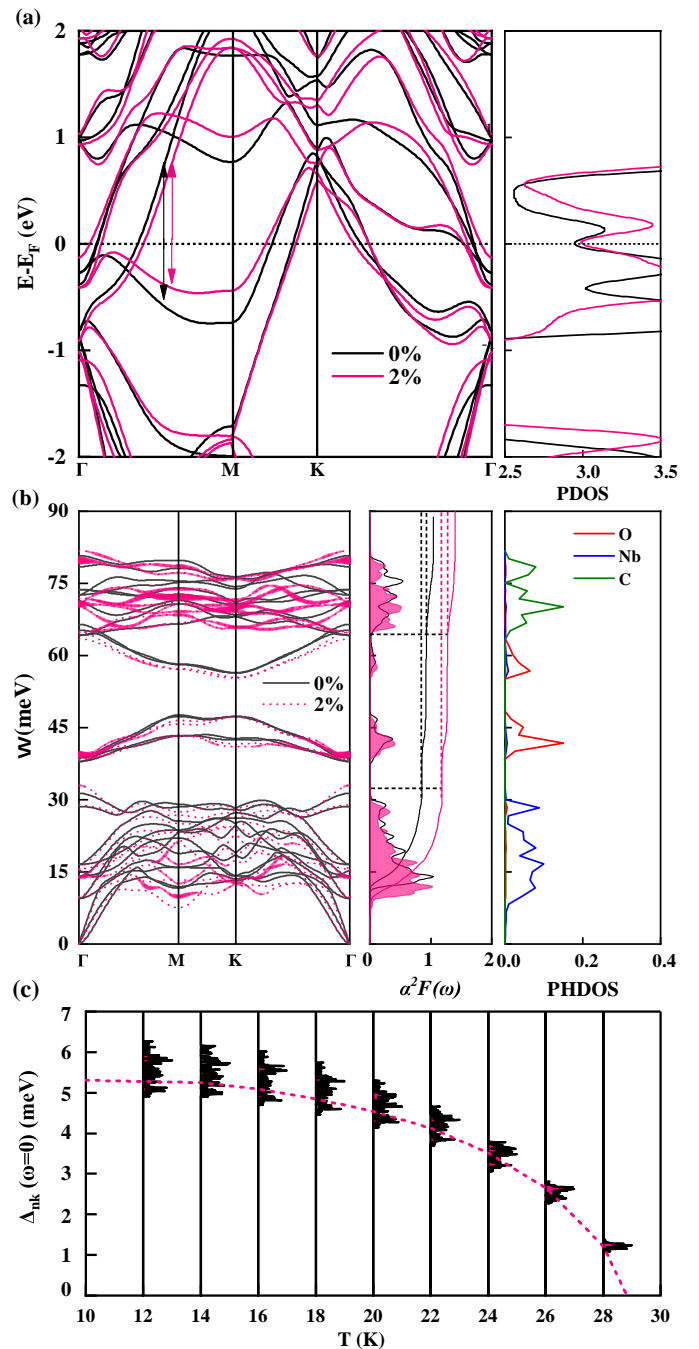 (a)
2
1
0
-1
-2
E-E_F (eV)
0%
2%
Γ M K Γ
2.5 3.0 3.5
PDOS
(b)
90
75
60
45
30
15
0
W(meV)
0%
2%
O
Nb
C
Γ M K Γ
0 1 2
0.0 0.2 0.4
α²F(ω)
PHDOS
(c)
7
6
5
4
3
2
1
0
Δ_nk (ω=0) (meV)
10 12 14 16 18 20 22 24 26 28 30
T (K)